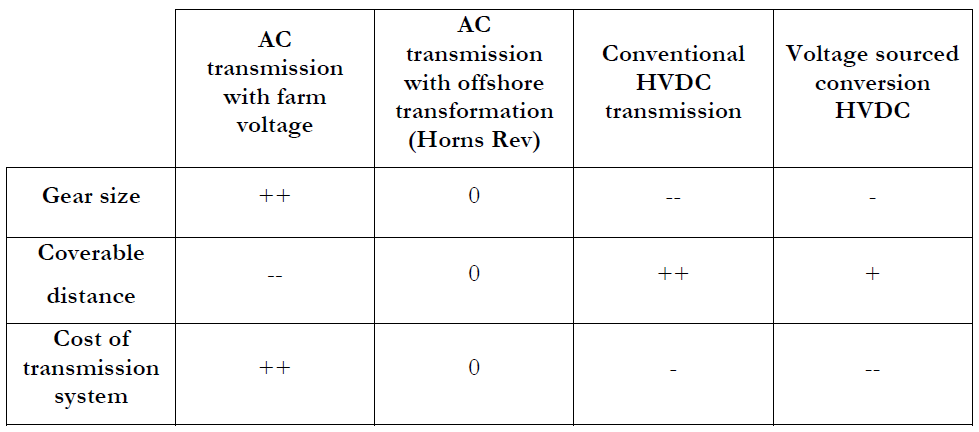 AC
transmission
with farm
voltage
AC
transmission
with offshore
transformation
(Horns Rev)
Conventional
HVDC
transmission
Voltage sourced
conversion
HVDC
Gear size
++
0
--
-
Coverable
distance
--
0
++
+
Cost of
transmission
system
++
0
-
--